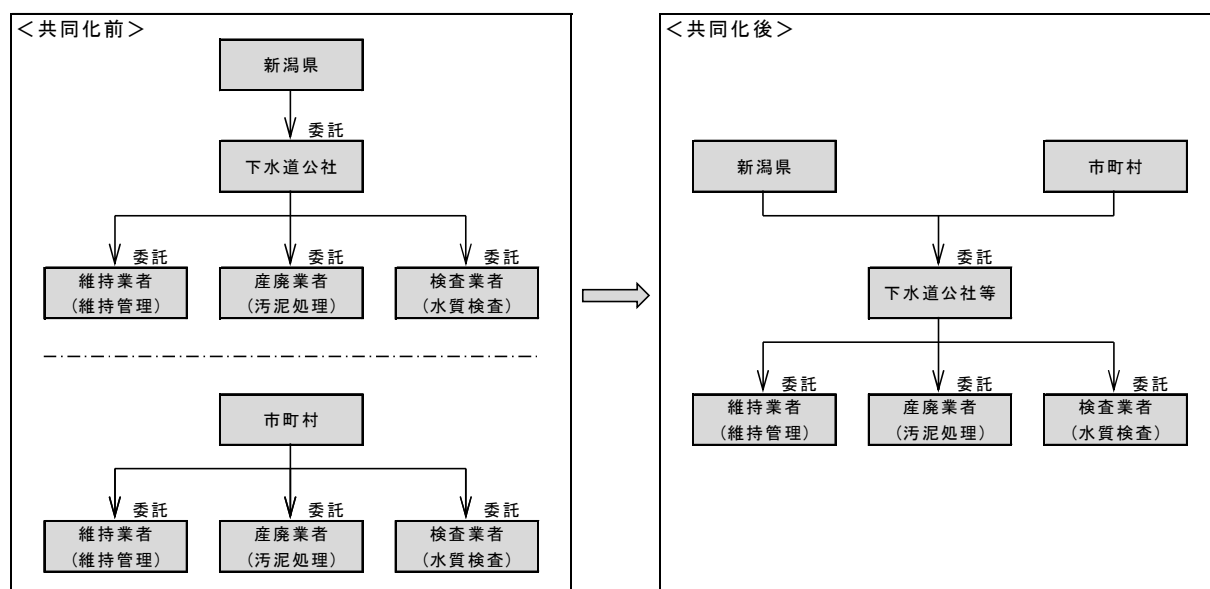 ＜共同化前＞
新潟県
委託
下水道公社
委託
委託
委託
維持業者
(維持管理)
産廃業者
(汚泥処理)
検査業者
(水質検査)
市町村
委託
委託
委託
維持業者
(維持管理)
産廃業者
(汚泥処理)
検査業者
(水質検査)
＜共同化後＞
新潟県
市町村
委託
下水道公社等
委託
委託
委託
維持業者
(維持管理)
産廃業者
(汚泥処理)
検査業者
(水質検査)